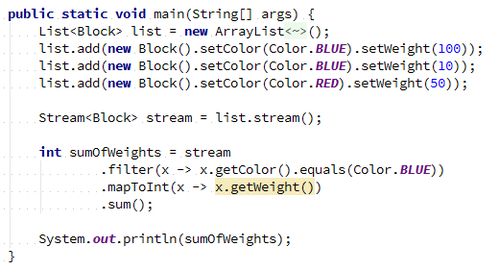 public static void main(String[] args) {
List<Block> list = new ArrayList<~>();
list.add(new Block().setColor(Color.BLUE).setWeight(100));
list.add(new Block().setColor(Color.BLUE).setWeight(10));
list.add(new Block().setColor(Color.RED).setWeight(50));
Stream<Block> stream = list.stream();
int sumOfWeights = stream
.filter(x -> x.getColor().equals(Color.BLUE))
.mapToInt(x -> x.getWeight())
.sum();
System.out.println(sumOfWeights);
}